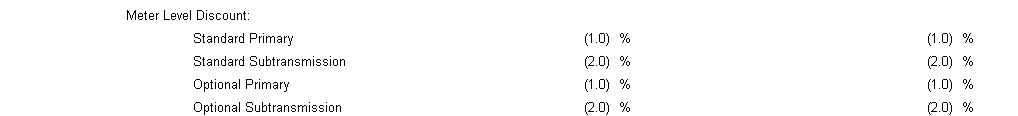 Meter Level Discount:
Standard Primary (1.0) % (1.0) %
Standard Subtransmission (2.0) % (2.0) %
Optional Primary (1.0) % (1.0) %
Optional Subtransmission (2.0) % (2.0) %